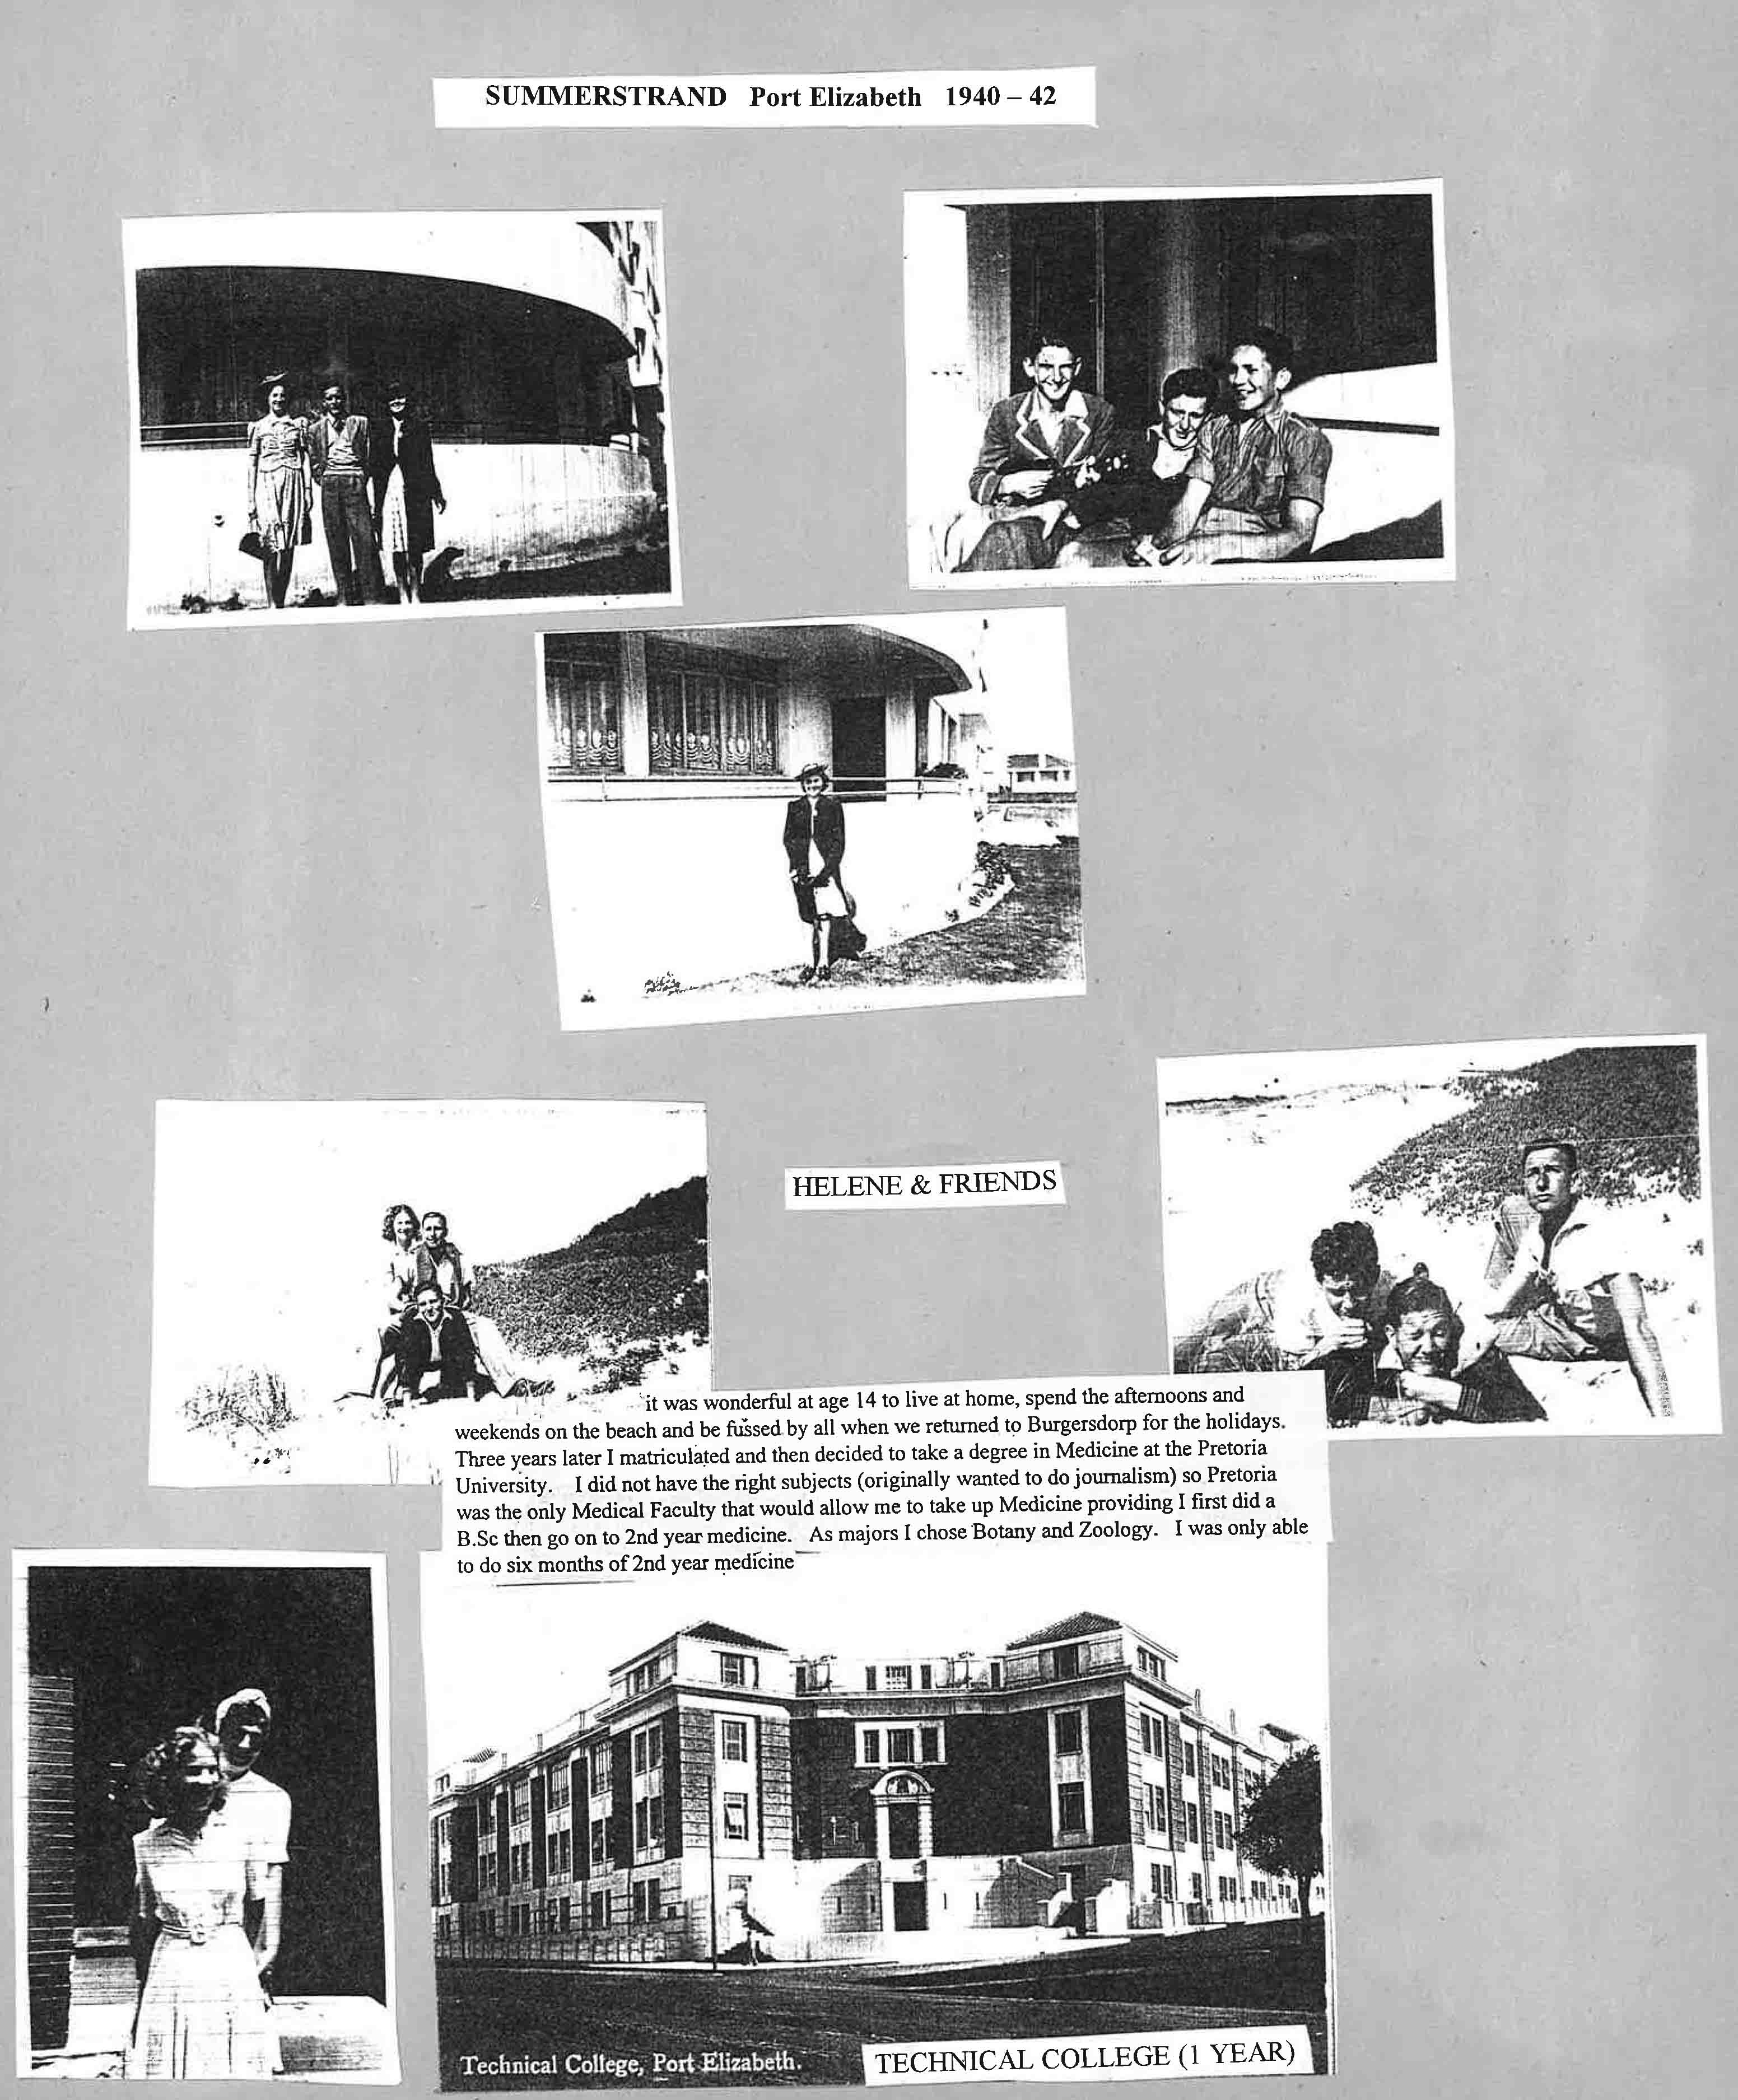 SUMMERSTRAND Port Elizabeth 1940 – 42
HELENE & FRIENDS
it was wonderful at age 14 to live at home, spend the afternoons and
weekends on the beach and be fussed by all when we returned to Burgersdorp for the holidays.
Three years later I matriculated and then decided to take a degree in Medicine at the Pretoria
University. I did not have the right subjects (originally wanted to do journalism) so Pretoria
was the only Medical Faculty that would allow me to take up Medicine providing I first did a
B.Sc then go on to 2nd year medicine. As majors I chose Botany and Zoology. I was only able
to do six months of 2nd year medicine
Technical College, Port Elizabeth.
TECHNICAL COLLEGE (1 YEAR)